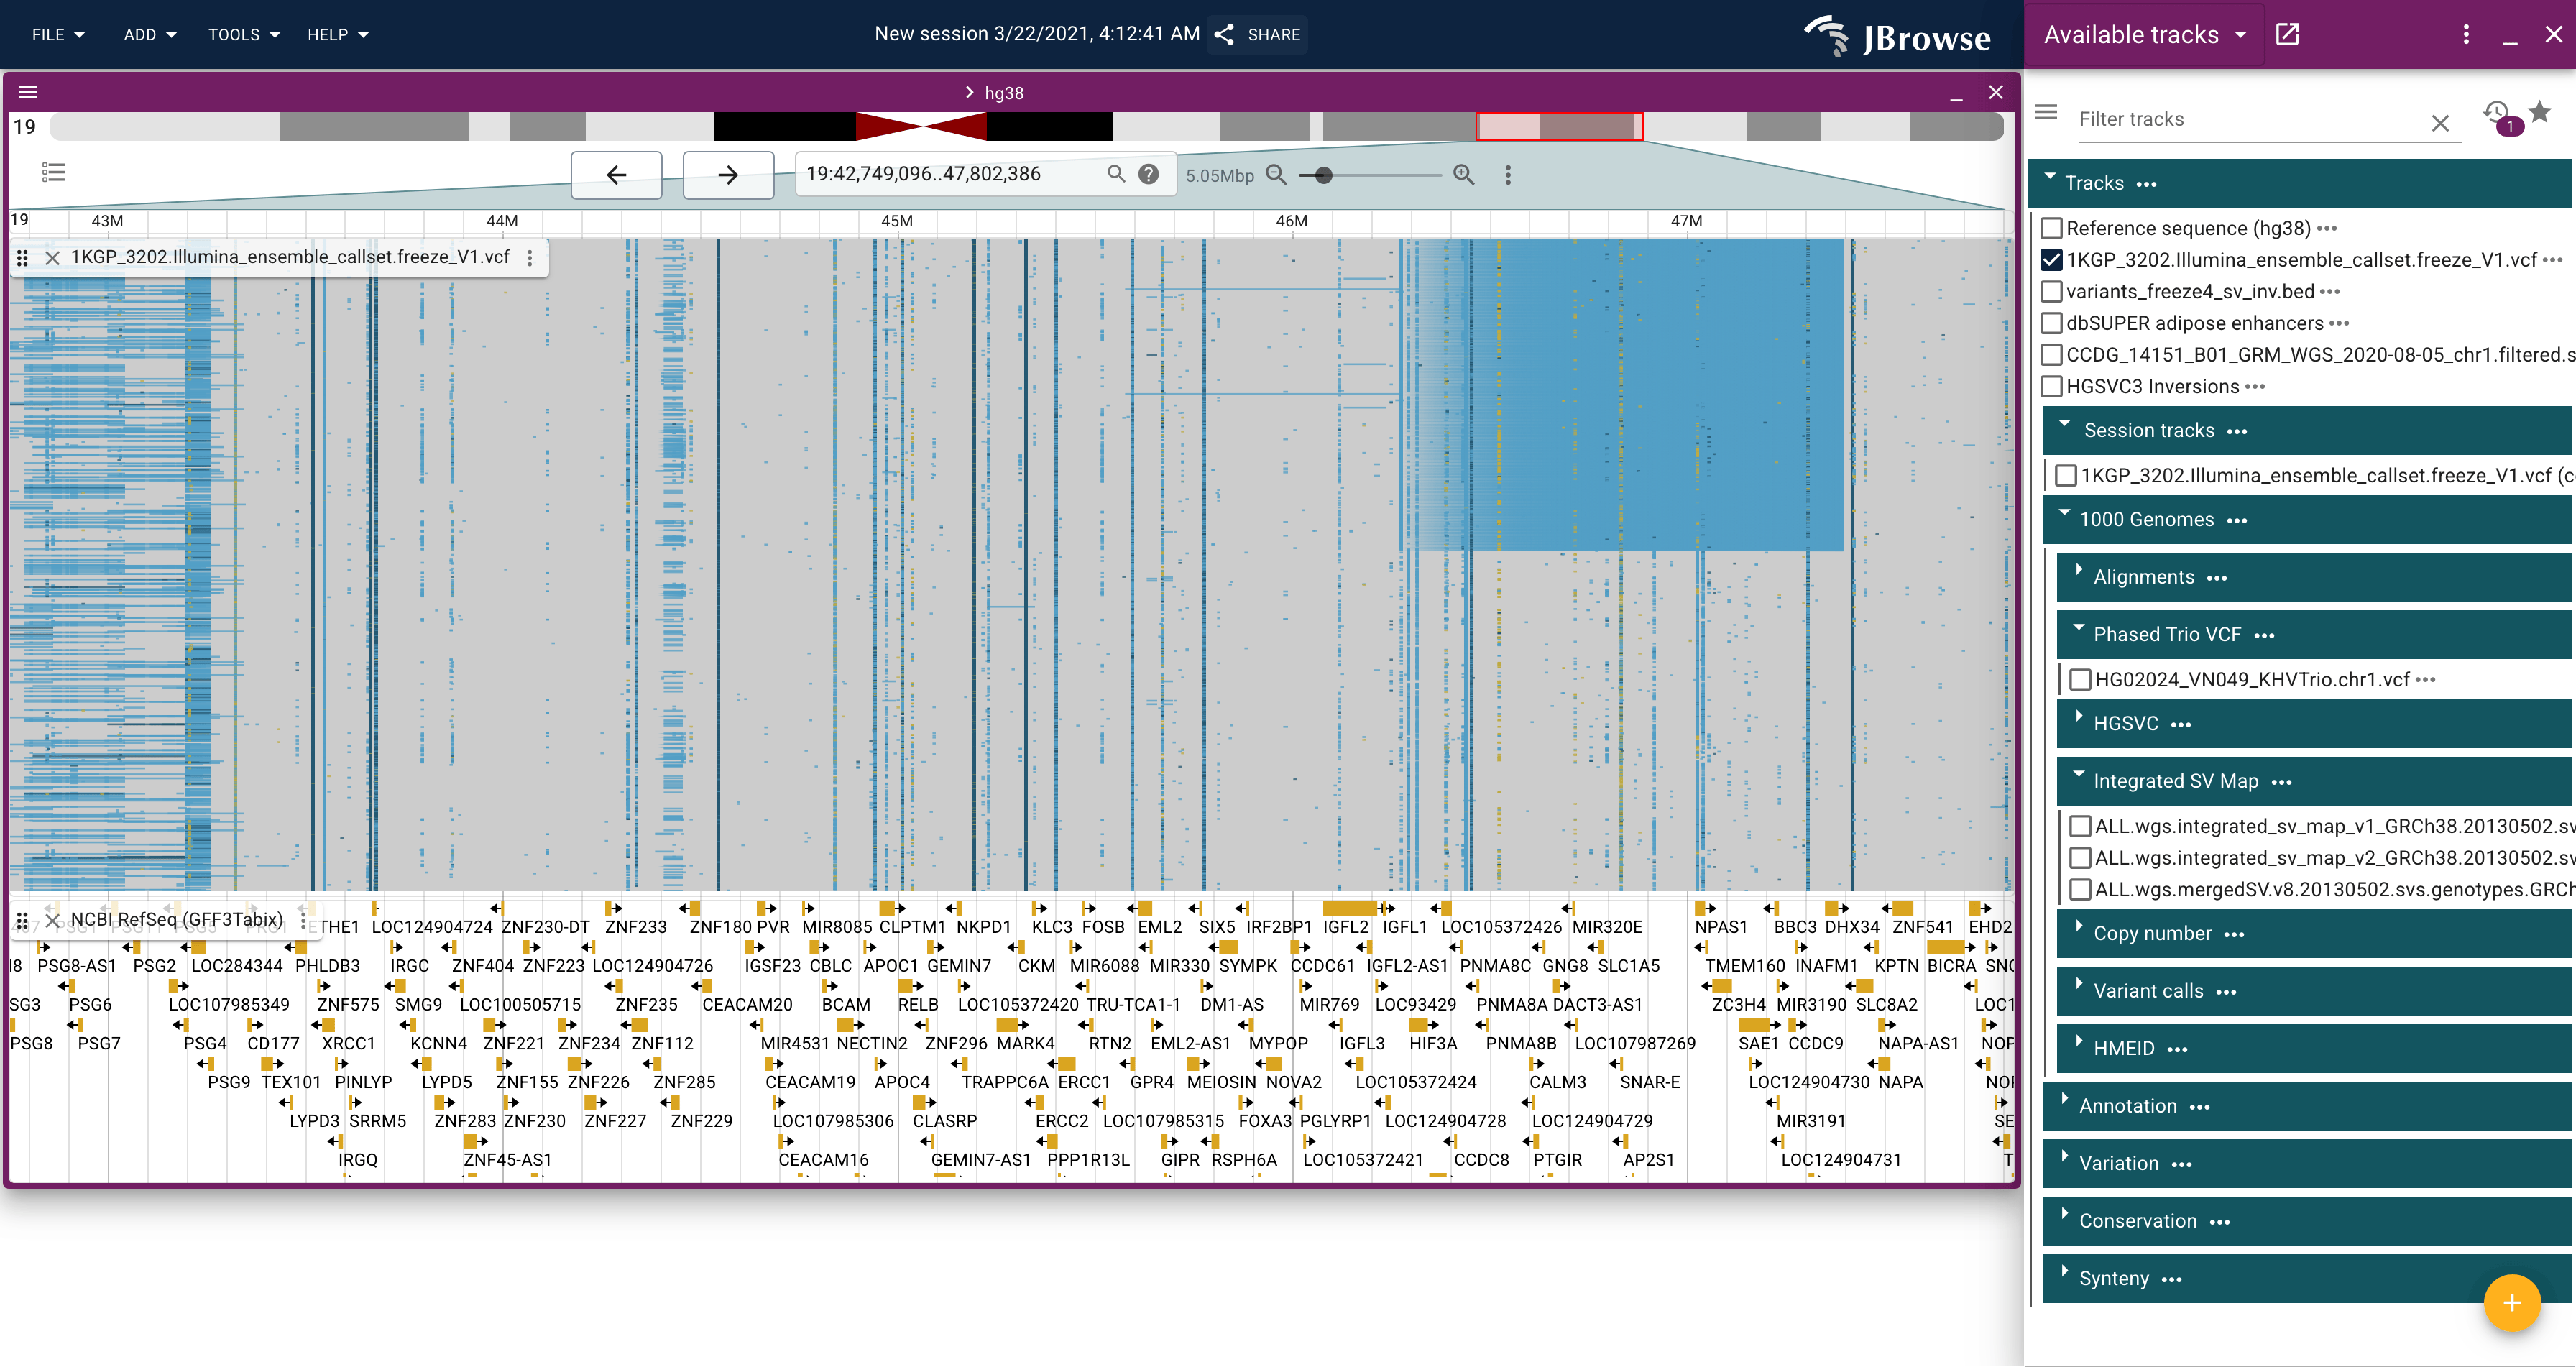 FILE ADD TOOLS HELP New session 3/22/2021, 4:12:41 AM SHARE JBrowse
hg38
19
19:42,749,096..47,802,386 ? 5.05Mbp
19 43M 44M 45M 46M 47M
1KGP_3202.Illumina_ensemble_callset.freeze_V1.vcf
NCBI RefSeq (GFF3Tabix)
LOC124904724 ZNF230-DT ZNF233 ZNF180 PVR MIR8085 CLPTM1 NKPD1 KLC3 FOSB EML2 SIX5 IRF2BP1 IGFL2 IGFL1 LOC105372426 MIR320E NPAS1 BBC3 DHX34 ZNF541 EHD2
PSG8-AS1 PSG2 LOC284344 PHLDB3 IRGC ZNF404 ZNF223 LOC124904726 IGSF23 CBLC APOC1 GEMIN7 CKM MIR6088 MIR330 SYMPK CCDC61 IGFL2-AS1 PNMA8C GNG8 SLC1A5 TMEM160 INAFM1 KPTN BICRA
SG3 PSG6 LOC107985349 ZNF575 SMG9 LOC100505715 ZNF235 CEACAM20 BCAM RELB LOC105372420 TRU-TCA1-1 DM1-AS MIR769 LOC93429 PNMA8A DACT3-AS1 ZC3H4 MIR3190 SLC8A2 LOC1
PSG8 PSG7 PSG4 CD177 XRCC1 KCNN4 ZNF221 ZNF234 ZNF112 MIR4531 NECTIN2 ZNF296 MARK4 RTN2 EML2-AS1 MYPOP IGFL3 HIF3A PNMA8B LOC107987269 SAE1 CCDC9 NAPA-AS1
PSG9 TEX101 PINLYP LYPD5 ZNF155 ZNF226 ZNF285 CEACAM19 APOC4 TRAPPC6A ERCC1 GPR4 MEIOSIN NOVA2 LOC105372424 CALM3 SNAR-E LOC124904730 NAPA
LYPD3 SRRM5 ZNF283 ZNF230 ZNF227 ZNF229 LOC107985306 CLASRP ERCC2 LOC107985315 FOXA3 PGLYRP1 LOC124904728 LOC124904729 MIR3191 SE
IRGQ ZNF45-AS1 CEACAM16 GEMIN7-AS1 PPP1R13L GIPR RSPH6A LOC105372421 CCDC8 PTGIR AP2S1 LOC124904731
Available tracks
Filter tracks
1
Tracks
Reference sequence (hg38)
1KGP_3202.Illumina_ensemble_callset.freeze_V1.vcf
variants_freeze4_sv_inv.bed
dbSUPER adipose enhancers
CCDG_14151_B01_GRM_WGS_2020-08-05_chr1.filtered.s
HGSVC3 Inversions
Session tracks
1KGP_3202.Illumina_ensemble_callset.freeze_V1.vcf (c
1000 Genomes
Alignments
Phased Trio VCF
HG02024_VN049_KHVTrio.chr1.vcf
HGSVC
Integrated SV Map
ALL.wgs.integrated_sv_map_v1_GRCh38.20130502.sv
ALL.wgs.integrated_sv_map_v2_GRCh38.20130502.sv
ALL.wgs.mergedSV.v8.20130502.svs.genotypes.GRCh
Copy number
Variant calls
HMEID
Annotation
Variation
Conservation
Synteny